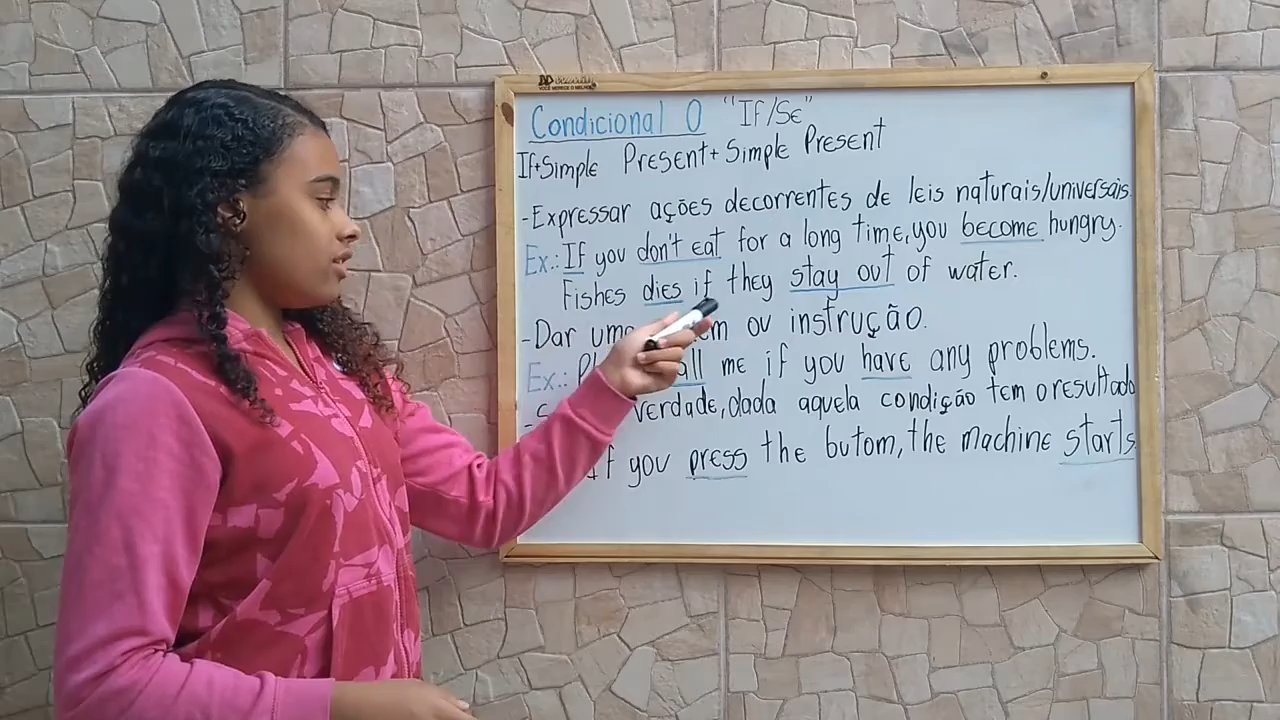 VOCÊ MERECE O MELHOR
Condicional 0 "If/Se"
If+Simple Present+Simple Present
-Expressar ações decorrentes de leis naturais/universais.
Ex.: If you don't eat for a long time, you become hungry.
Fishes dies if they stay out of water.
-Dar uma ou instrução.
Ex.: me if you have any problems.
verdade, dada aquela condição tem o resultado
If you press the butom, the machine starts.